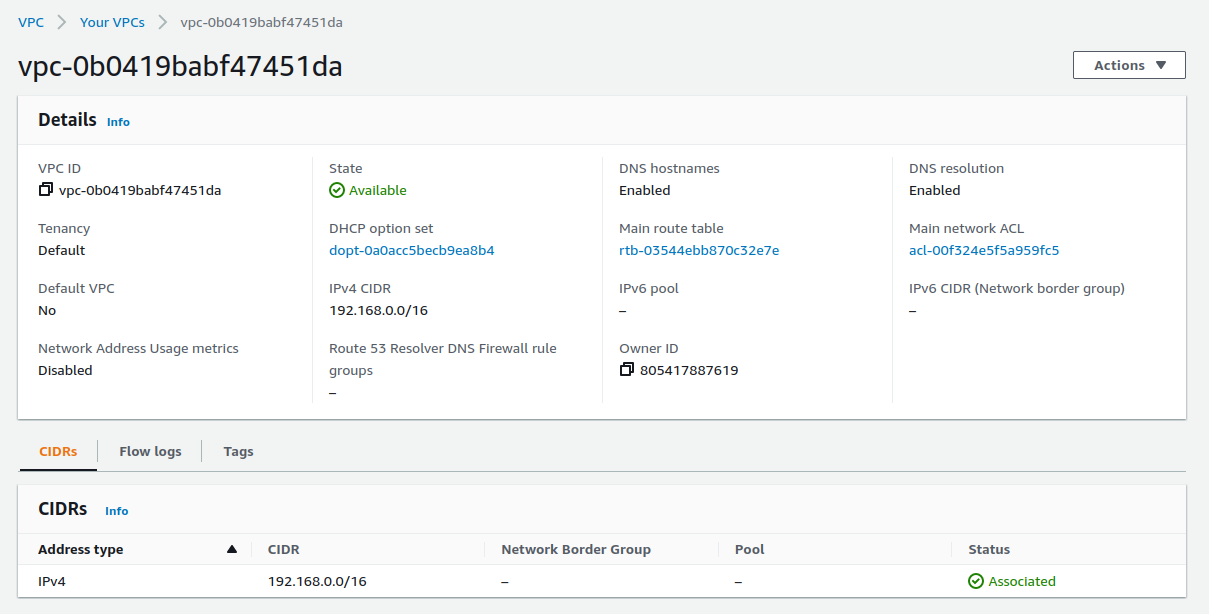 VPC > Your VPCs > vpc-0b0419babf47451da
vpc-0b0419babf47451da
Actions ▼
Details Info
VPC ID
vpc-0b0419babf47451da
State
Available
DNS hostnames
Enabled
DNS resolution
Enabled
Tenancy
Default
DHCP option set
dopt-0a0acc5becb9ea8b4
Main route table
rtb-03544ebb870c32e7e
Main network ACL
acl-00f324e5f5a959fc5
Default VPC
No
IPv4 CIDR
192.168.0.0/16
IPv6 pool
–
IPv6 CIDR (Network border group)
–
Network Address Usage metrics
Disabled
Route 53 Resolver DNS Firewall rule
groups
–
Owner ID
805417887619
CIDRs Flow logs Tags
CIDRs Info
Address type ▲ CIDR Network Border Group Pool Status
IPv4 192.168.0.0/16 – – Associated